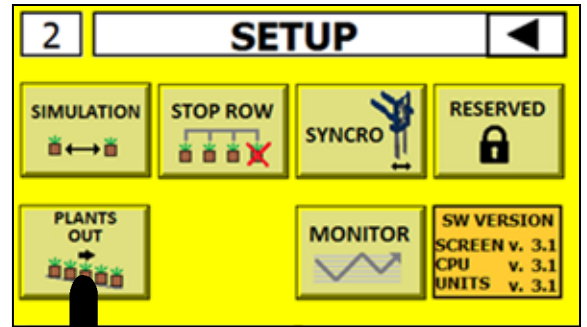 2
SETUP
SIMULATION
STOP ROW
SYNCRO
RESERVED
PLANTS
OUT
MONITOR
SW VERSION
SCREEN v. 3.1
CPU v. 3.1
UNITS v. 3.1